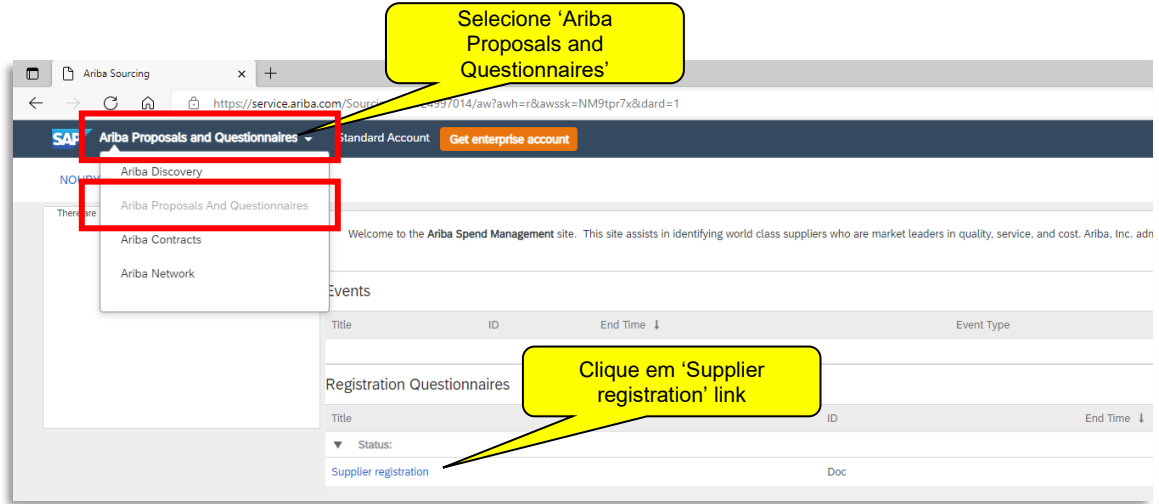 Selecione ‘Ariba
Proposals and
Questionnaires’
Ariba Sourcing
https://service.ariba.com/Sourcing 24997014/aw?awh=r&awssk=NM9tpr7x&dard=1
SAP Ariba Proposals and Questionnaires Standard Account Get enterprise account
Ariba Discovery
Ariba Proposals And Questionnaires
There are
Ariba Contracts
Welcome to the Ariba Spend Management site. This site assists in identifying world class suppliers who are market leaders in quality, service, and cost. Ariba, Inc. adm
Ariba Network
Events
Title ID End Time ↓ Event Type
Clique em ‘Supplier
registration’ link
Registration Questionnaires
Title ID End Time ↓
▼ Status:
Supplier registration Doc